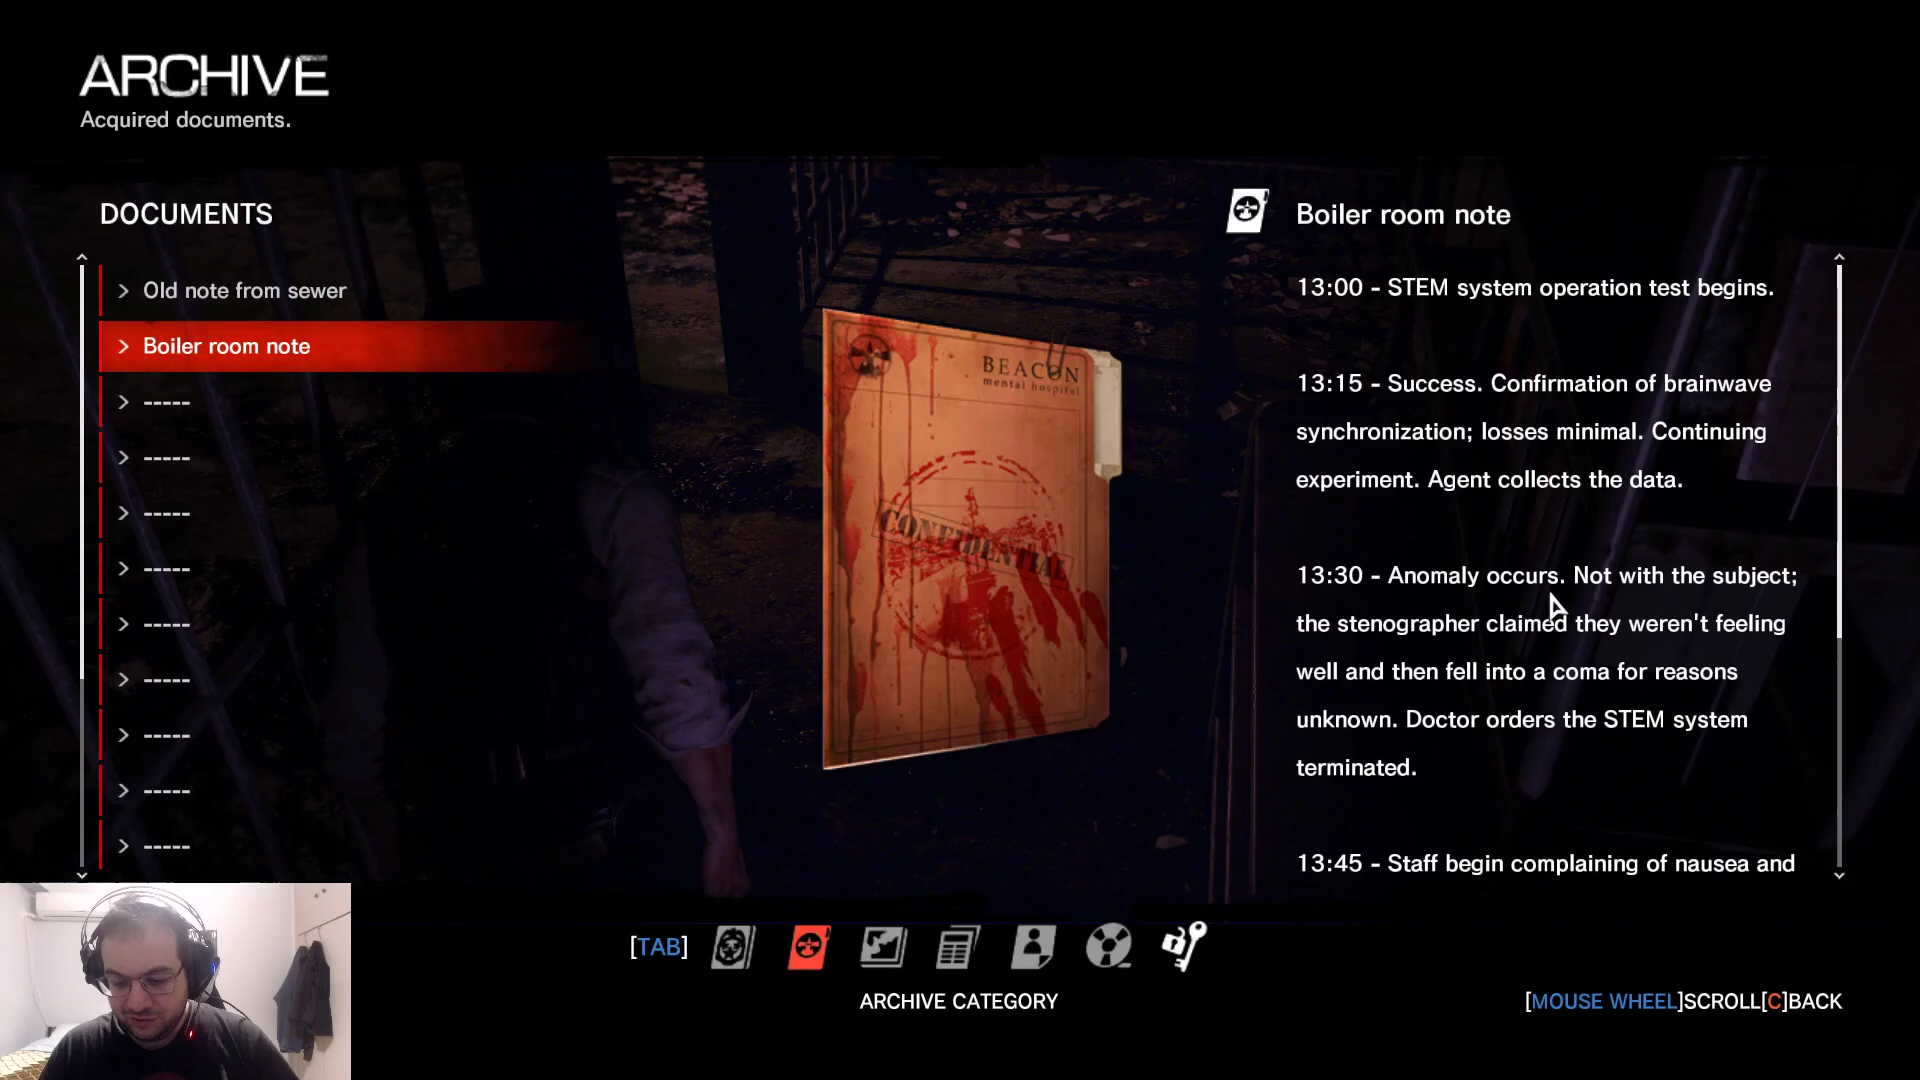 ARCHIVE
Acquired documents.
DOCUMENTS
> Old note from sewer
> Boiler room note
> -----
> -----
> -----
> -----
> -----
> -----
> -----
> -----
> -----
BEACON
mental hospital
CONFIDENTIAL
Boiler room note
13:00 - STEM system operation test begins.
13:15 - Success. Confirmation of brainwave
synchronization; losses minimal. Continuing
experiment. Agent collects the data.
13:30 - Anomaly occurs. Not with the subject;
the stenographer claimed they weren't feeling
well and then fell into a coma for reasons
unknown. Doctor orders the STEM system
terminated.
13:45 - Staff begin complaining of nausea and
[TAB]
ARCHIVE CATEGORY
[MOUSE WHEEL]SCROLL[C]BACK